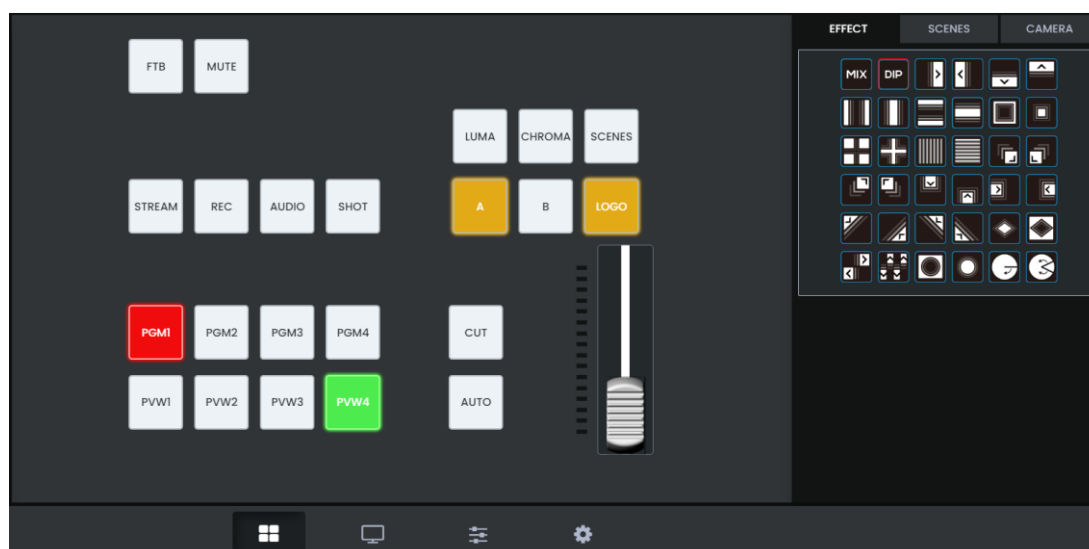 EFFECT SCENES CAMERA
FTB MUTE
MIX DIP
LUMA CHROMA SCENES
STREAM REC AUDIO SHOT
A B LOGO
PGM1 PGM2 PGM3 PGM4
CUT
PVW1 PVW2 PVW3 PVW4
AUTO